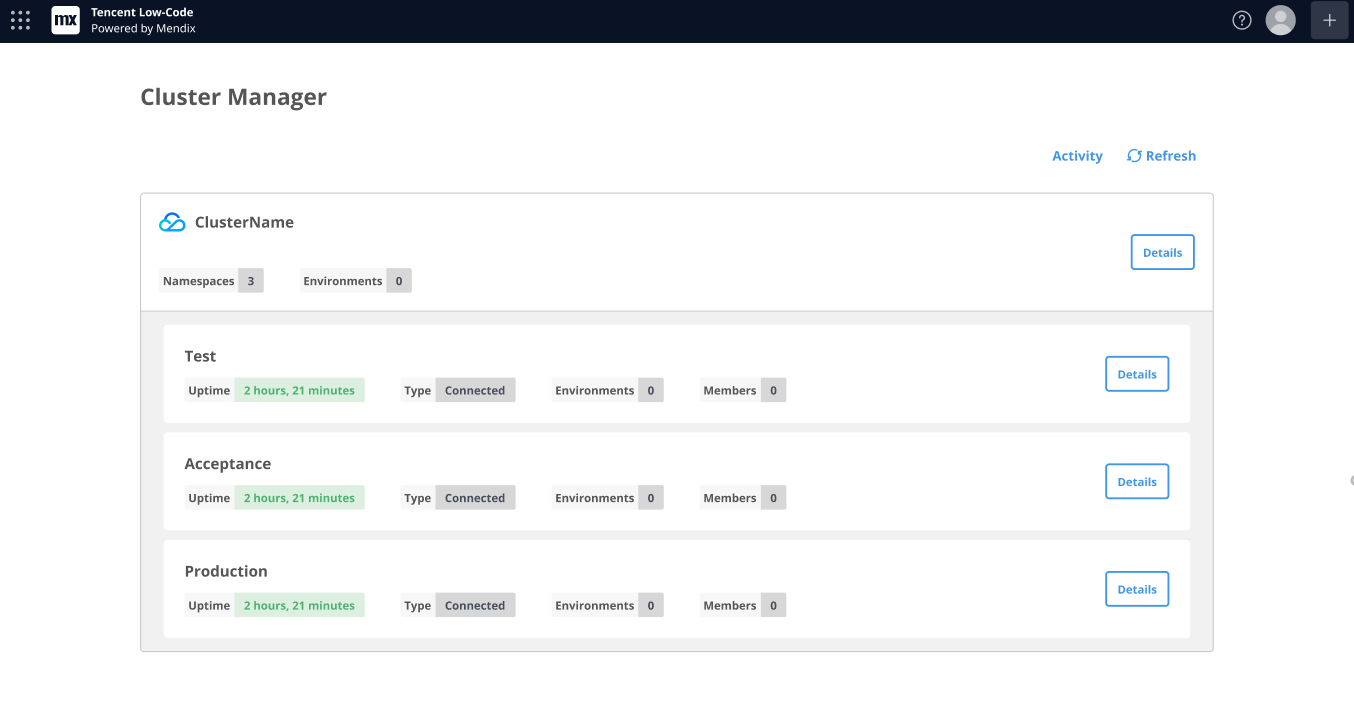 mx
Tencent Low-Code
Powered by Mendix
Cluster Manager
Activity Refresh
ClusterName
Details
Namespaces 3 Environments 0
Test
Uptime 2 hours, 21 minutes Type Connected Environments 0 Members 0
Details
Acceptance
Uptime 2 hours, 21 minutes Type Connected Environments 0 Members 0
Details
Production
Uptime 2 hours, 21 minutes Type Connected Environments 0 Members 0
Details